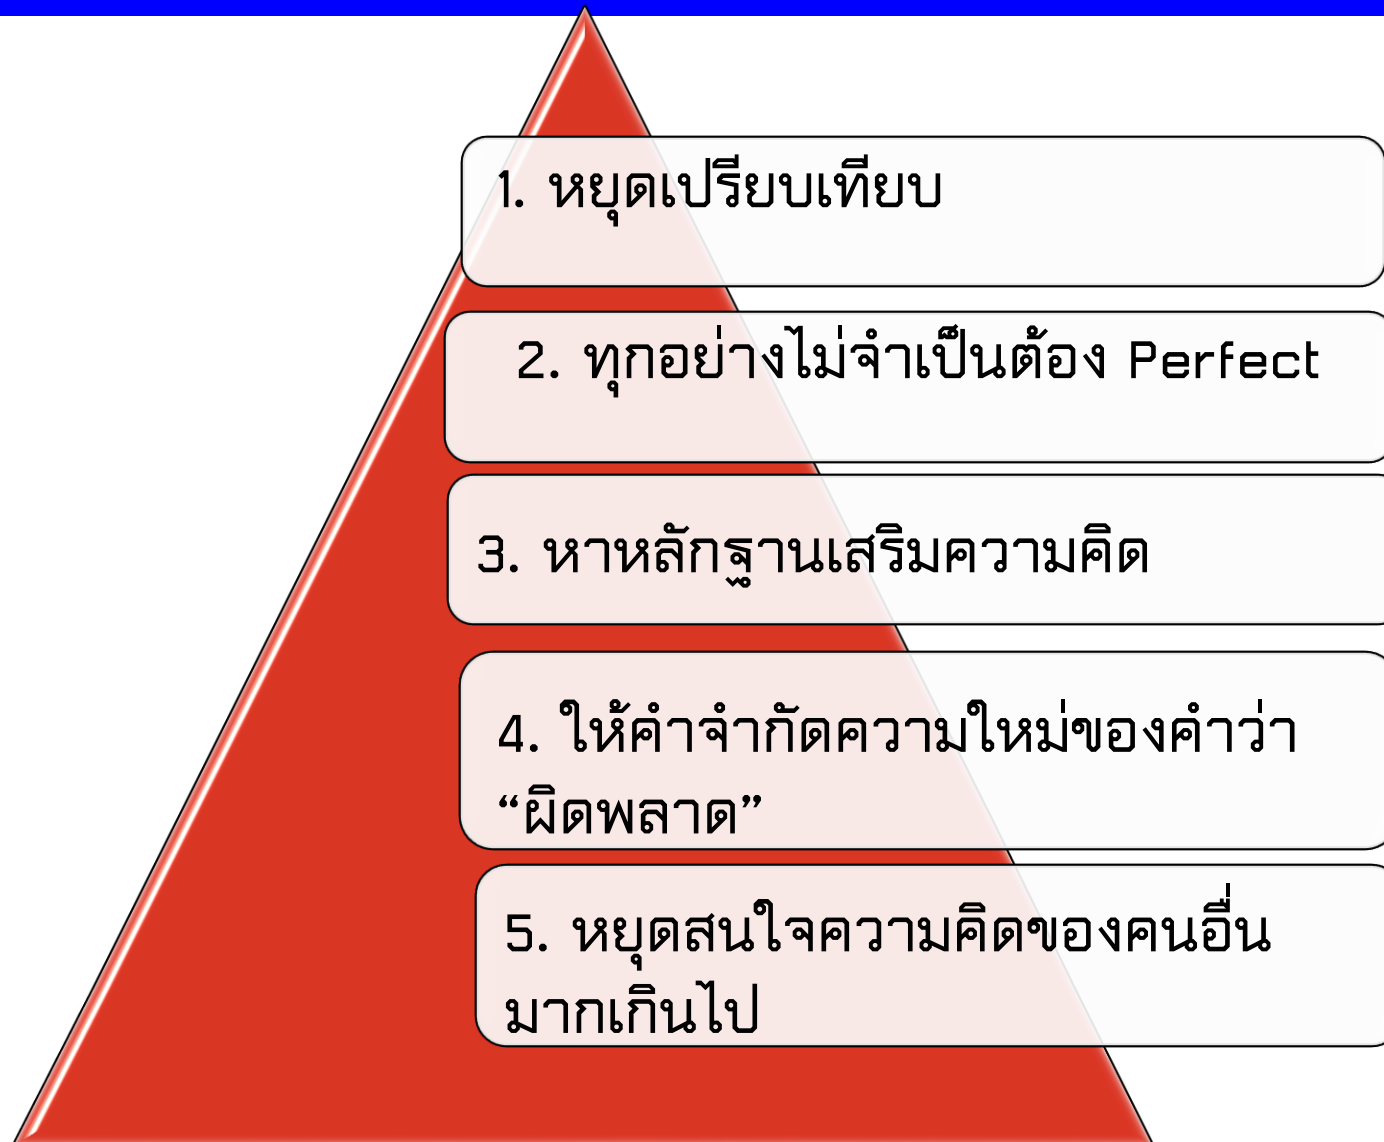 1. หยุดเปรียบเทียบ
2. ทุกอย่างไม่จำเป็นต้อง Perfect
3. หาหลักฐานเสริมความคิด
4. ให้คำจำกัดความใหม่ของคำว่า
“ผิดพลาด”
5. หยุดสนใจความคิดของคนอื่น
มากเกินไป